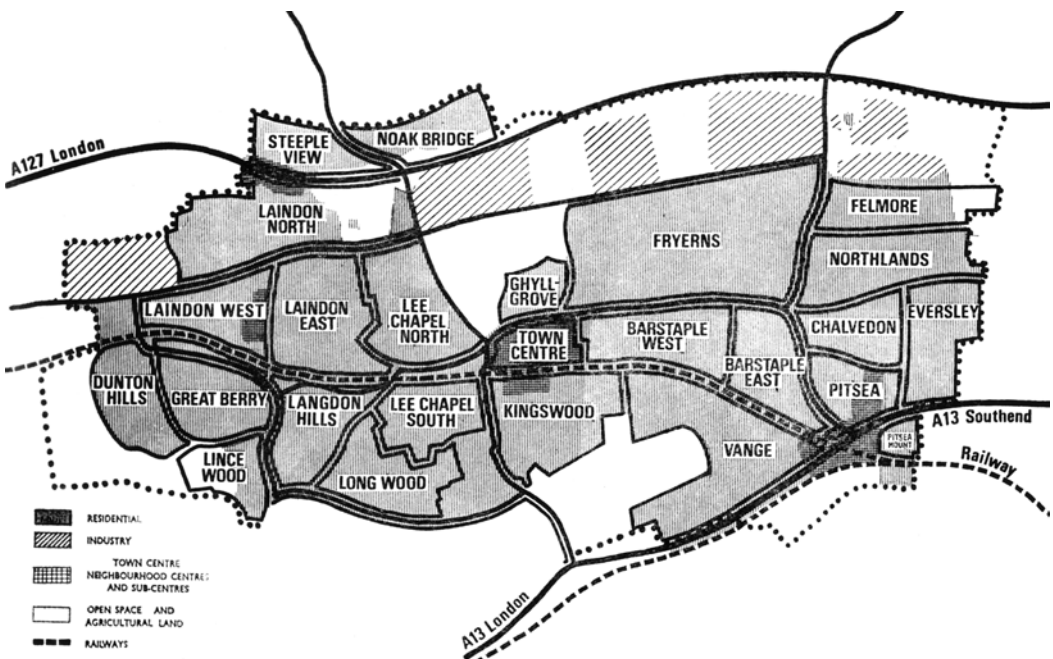 STEEPLE
VIEW
NOAK BRIDGE
A127 London
LAINDON
NORTH
FELMORE
FRYERNS
NORTHLANDS
GHYLL-
GROVE
LAINDON WEST
LAINDON
EAST
LEE
CHAPEL
NORTH
TOWN
CENTRE
BARSTAPLE
WEST
CHALVEDON
EVERSLEY
BARSTAPLE
EAST
PITSEA
DUNTON
HILLS
GREAT BERRY
LANGDON
HILLS
LEE CHAPEL
SOUTH
KINGSWOOD
A13 Southend
PITSEA
MOUNT
VANGE
Railway
LINCE
WOOD
LONG WOOD
A13 London
RESIDENTIAL
INDUSTRY
TOWN CENTRE
NEIGHBOURHOOD CENTRES
AND SUB-CENTRES
OPEN SPACE AND
AGRICULTURAL LAND
RAILWAYS